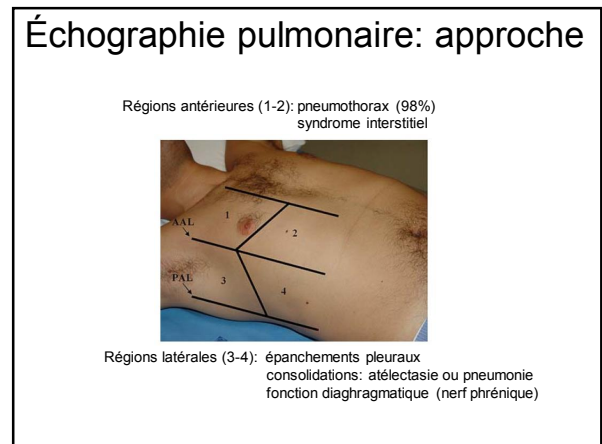 Échographie pulmonaire: approche
Régions antérieures (1-2): pneumothorax (98%)
syndrome interstitiel
1
AAL
2
PAL
3
4
Régions latérales (3-4): épanchements pleuraux
consolidations: atélectasie ou pneumonie
fonction diaghragmatique (nerf phrénique)